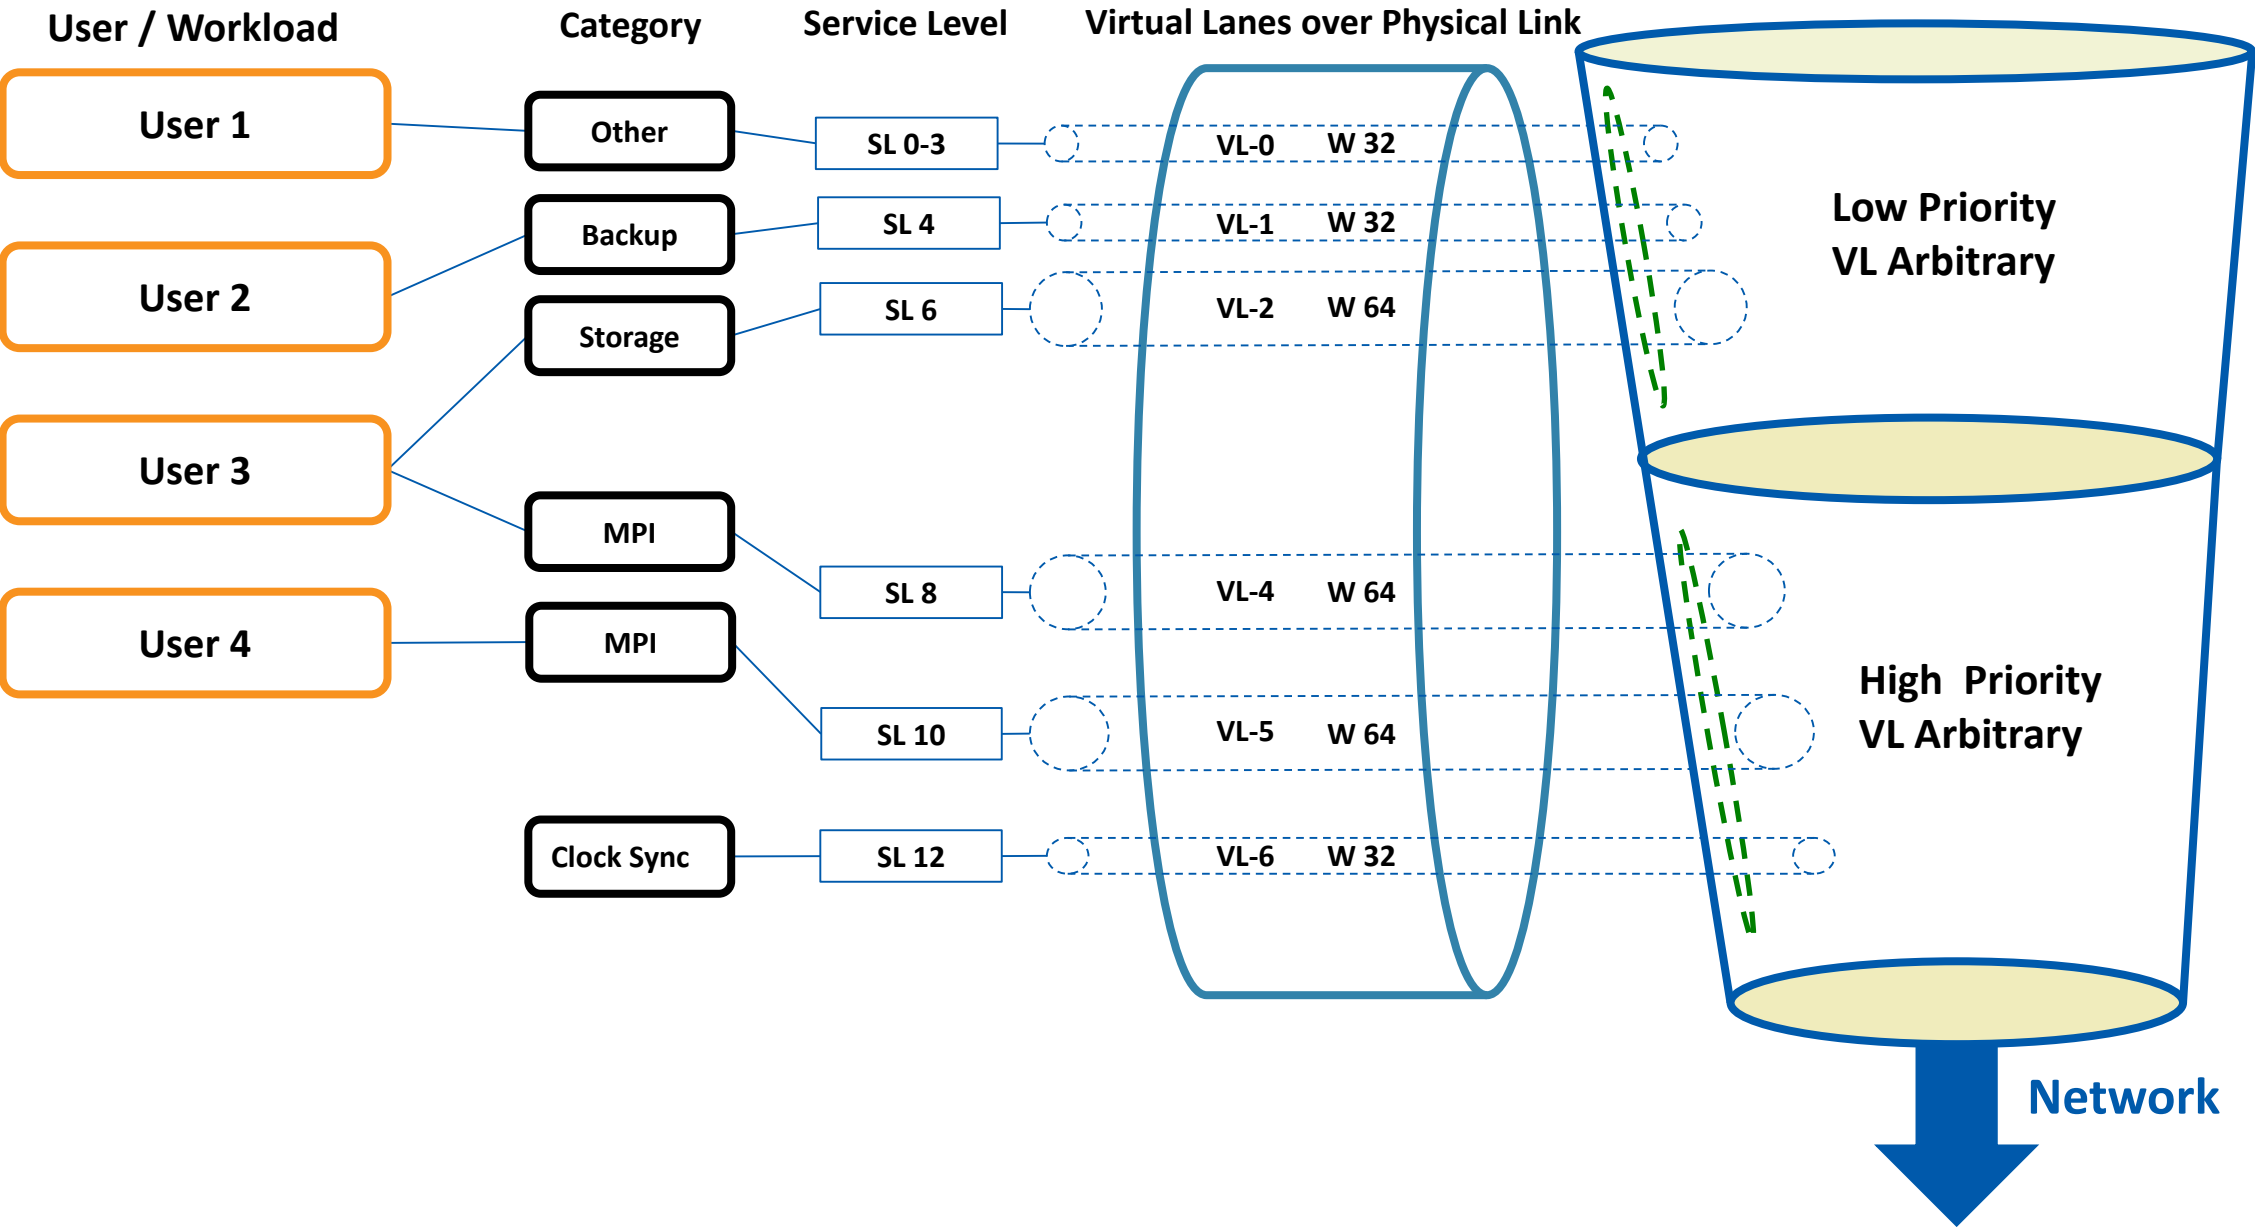 User / Workload
Category
Service Level
Virtual Lanes over Physical Link
User 1
Other
SL 0-3
VL-0 W 32
Backup
SL 4
VL-1 W 32
Low Priority
VL Arbitrary
User 2
Storage
SL 6
VL-2 W 64
User 3
MPI
SL 8
VL-4 W 64
User 4
MPI
SL 10
VL-5 W 64
High Priority
VL Arbitrary
Clock Sync
SL 12
VL-6 W 32
Network